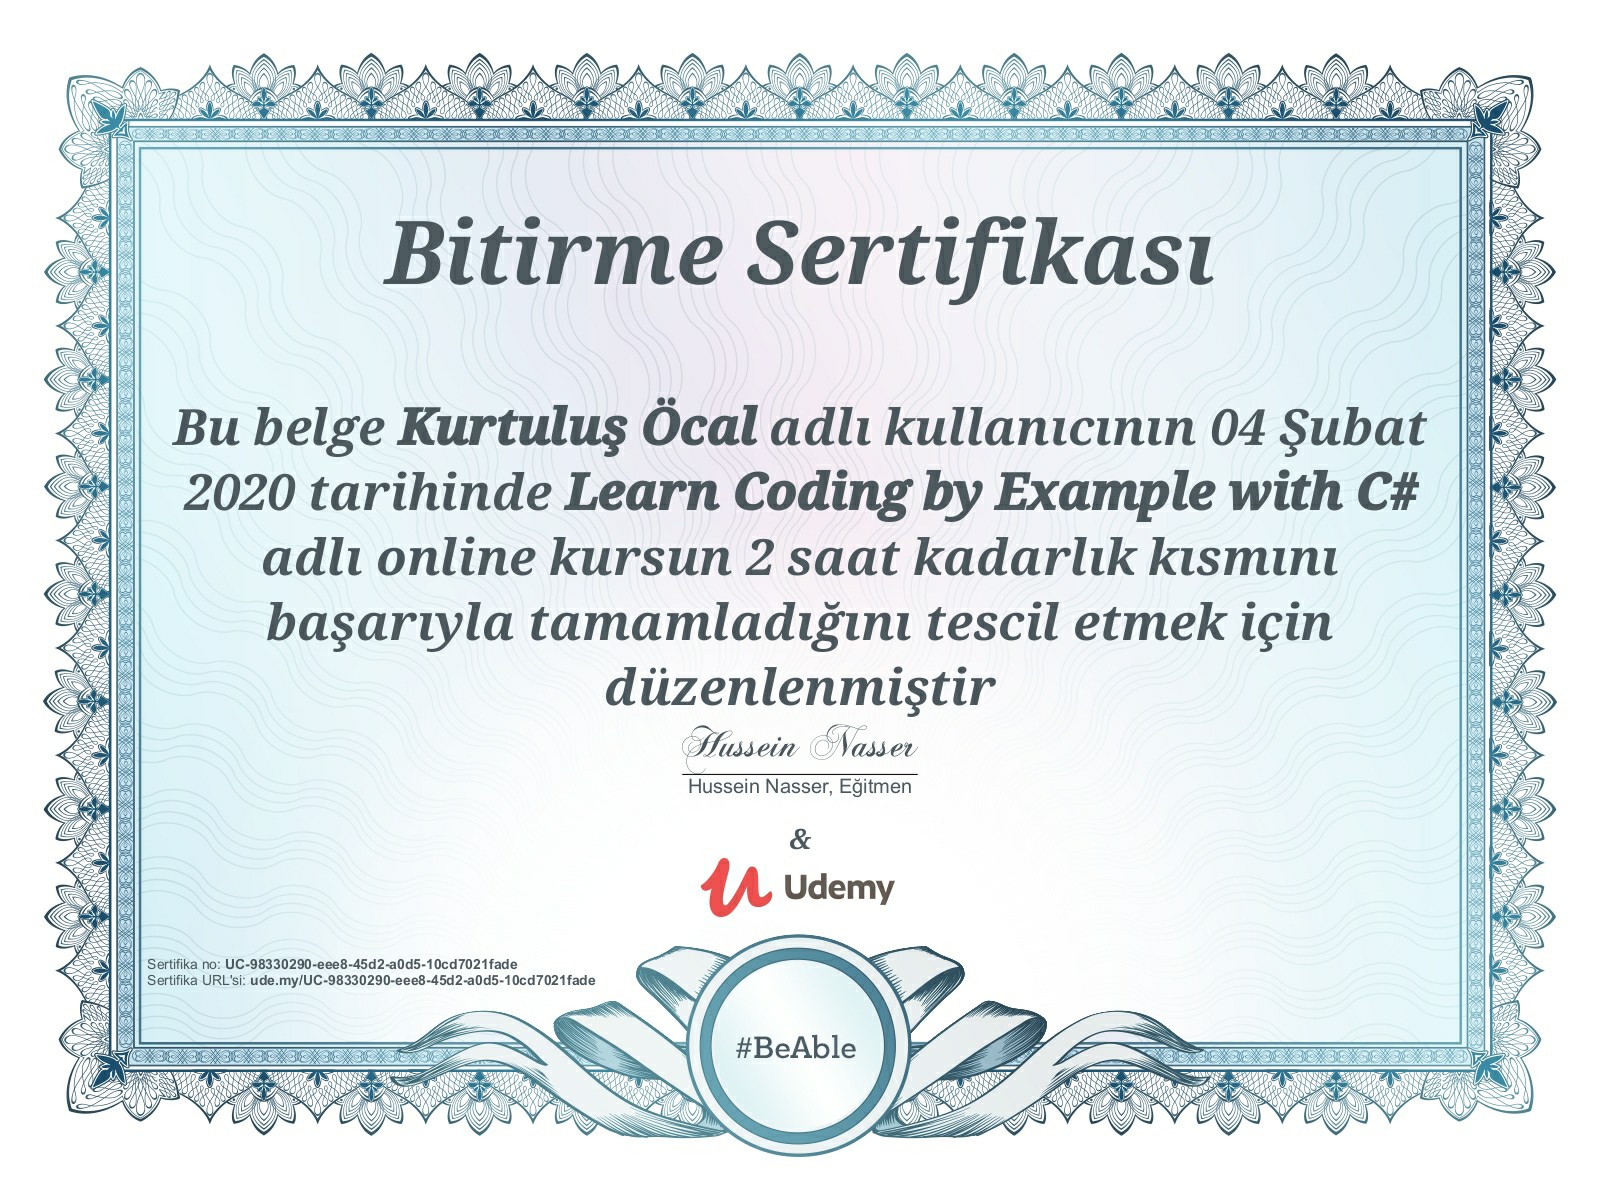 Bitirme Sertifikası
Bu belge Kurtuluş Öcal adlı kullanıcının 04 Şubat
2020 tarihinde Learn Coding by Example with C#
adlı online kursun 2 saat kadarlık kısmını
başarıyla tamamladığını tescil etmek için
düzenlenmiştir
Hussein Nasser
Hussein Nasser, Eğitmen
&
Udemy
Sertifika no: UC-98330290-eee8-45d2-a0d5-10cd7021fade
Sertifika URL'si: ude.my/UC-98330290-eee8-45d2-a0d5-10cd7021fade
#BeAble